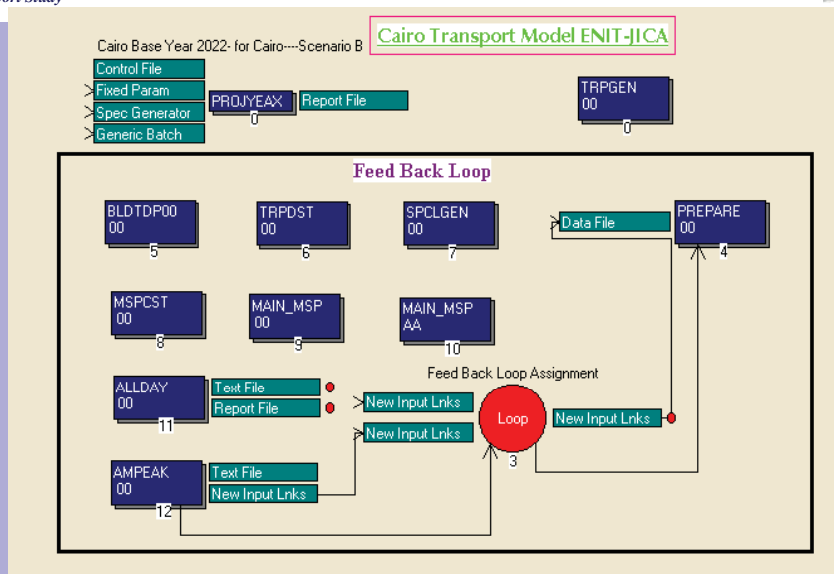 ort Study
Cairo Transport Model ENIT-JICA
Cairo Base Year 2022- for Cairo----Scenario B
Control File
Fixed Param
Spec Generator
Generic Batch
PROJYEAX
0
Report File
TRPGEN
00
0
Feed Back Loop
BLDTDP00
00
5
TRPDST
00
6
SPCLGEN
00
7
Data File
PREPARE
00
4
MSPCST
00
8
MAIN_MSP
00
9
MAIN_MSP
AA
10
Feed Back Loop Assignment
ALLDAY
00
11
Text File
Report File
New Input Lnks
New Input Lnks
Loop
3
New Input Lnks
AMPEAK
00
12
Text File
New Input Lnks